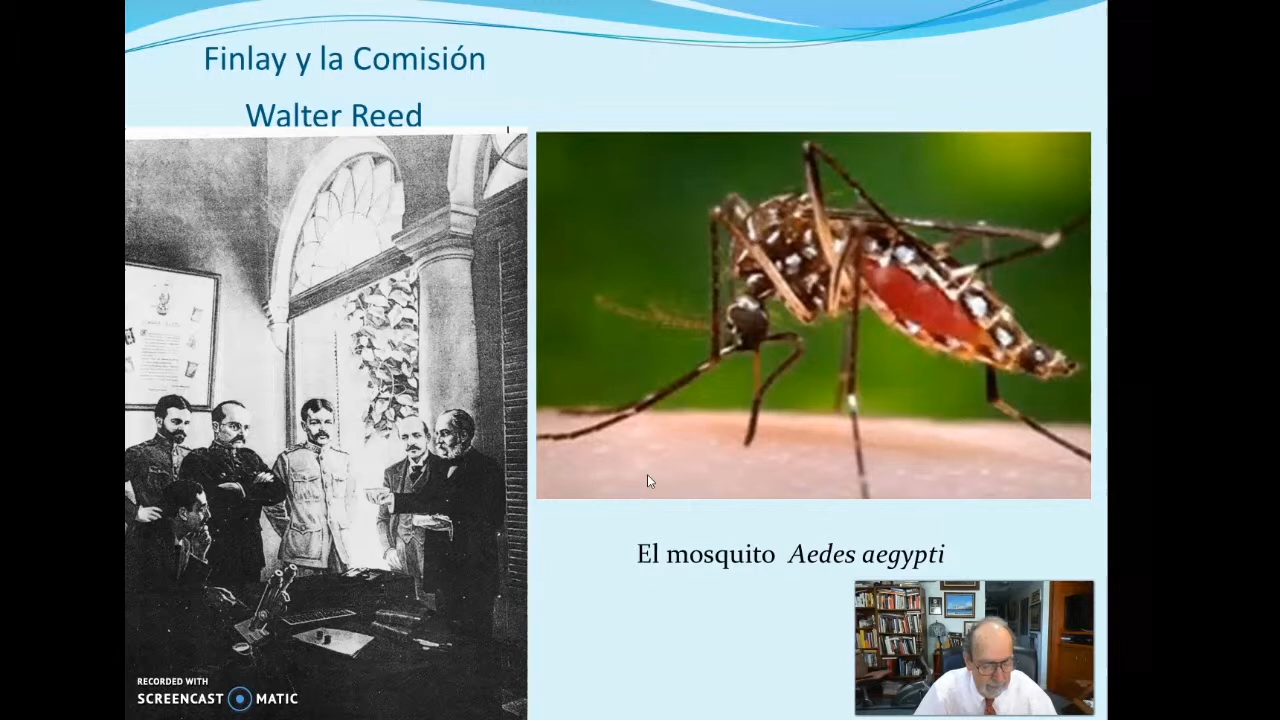 Finlay y la Comisión
Walter Reed
El mosquito Aedes aegypti
RECORDED WITH
SCREENCAST MATIC